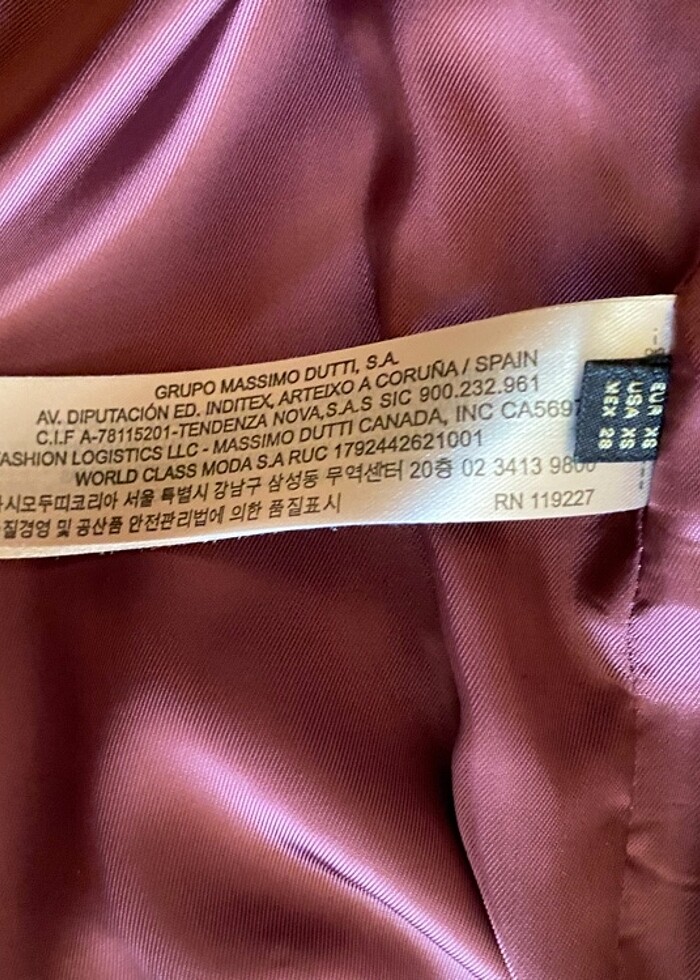 GRUPO MASSIMO DUTTI, S.A.
AV. DIPUTACIÓN ED. INDITEX, ARTEIXO A CORUÑA / SPAIN
C.I.F A-78115201-TENDENZA NOVA,S.A.S SIC 900.232.961
FASHION LOGISTICS LLC - MASSIMO DUTTI CANADA, INC CA5697
WORLD CLASS MODA S.A RUC 1792442621001
시모두띠코리아 서울 특별시 강남구 삼성동 무역센터 20층 02 3413 9800
질경영 및 공산품 안전관리법에 의한 품질표시
RN 119227
EUR XS
USA XS
MEX 28